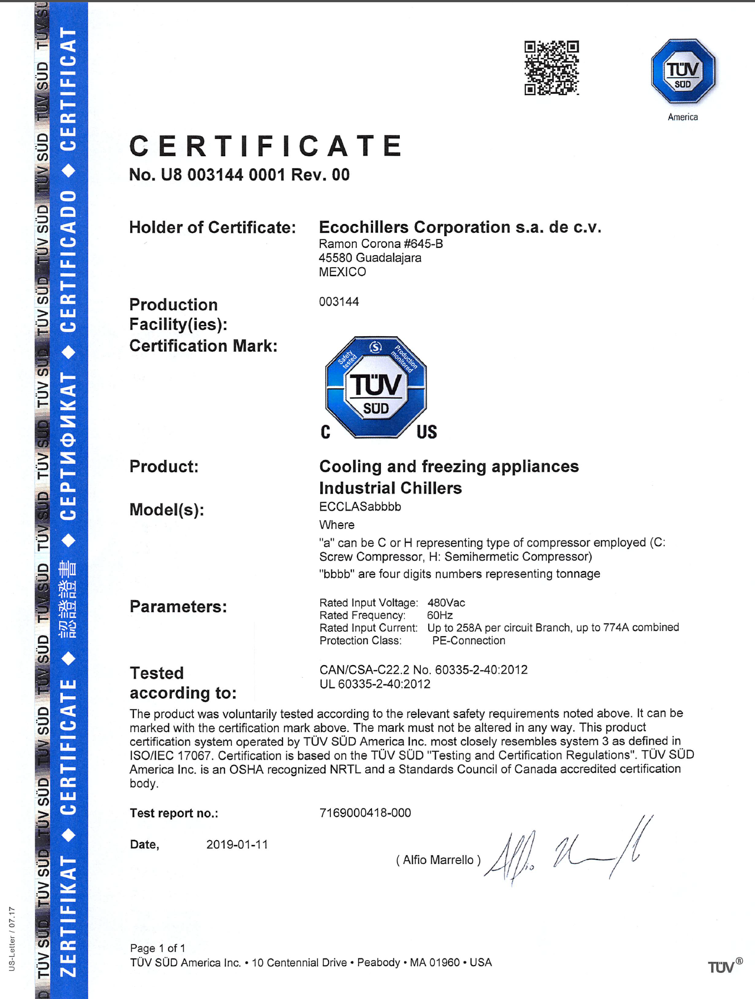 TÜV SÜD TÜV SÜD TÜV SÜD TÜV SÜD TÜV SÜD TÜV SÜD TÜV SÜD TÜV SÜD TÜV SÜD TÜV SÜD TÜV SÜD TÜV SÜD TÜV SÜD
ZERTIFIKAT ◆ CERTIFICATE ◆ 認證證書 ◆ СЕРТИФИКАТ ◆ CERTIFICADO ◆ CERTIFICAT
TÜV
SÜD
America
CERTIFICATE
No. U8 003144 0001 Rev. 00
Holder of Certificate: Ecochillers Corporation s.a. de c.v.
Ramon Corona #645-B
45580 Guadalajara
MEXICO
Production 003144
Facility(ies):
Certification Mark:
Safety tested
S
Production monitored
TÜV
SÜD
C US
Product: Cooling and freezing appliances
Industrial Chillers
Model(s): ECCLASabbbb
Where
"a" can be C or H representing type of compressor employed (C:
Screw Compressor, H: Semihermetic Compressor)
"bbbb" are four digits numbers representing tonnage
Parameters: Rated Input Voltage: 480Vac
Rated Frequency: 60Hz
Rated Input Current: Up to 258A per circuit Branch, up to 774A combined
Protection Class: PE-Connection
Tested CAN/CSA-C22.2 No. 60335-2-40:2012
according to: UL 60335-2-40:2012
The product was voluntarily tested according to the relevant safety requirements noted above. It can be
marked with the certification mark above. The mark must not be altered in any way. This product
certification system operated by TÜV SÜD America Inc. most closely resembles system 3 as defined in
ISO/IEC 17067. Certification is based on the TÜV SÜD "Testing and Certification Regulations". TÜV SÜD
America Inc. is an OSHA recognized NRTL and a Standards Council of Canada accredited certification
body.
Test report no.: 7169000418-000
Date, 2019-01-11
( Alfio Marrello )
Page 1 of 1
TÜV SÜD America Inc. • 10 Centennial Drive • Peabody • MA 01960 • USA
TÜV®
US-Letter / 07.17